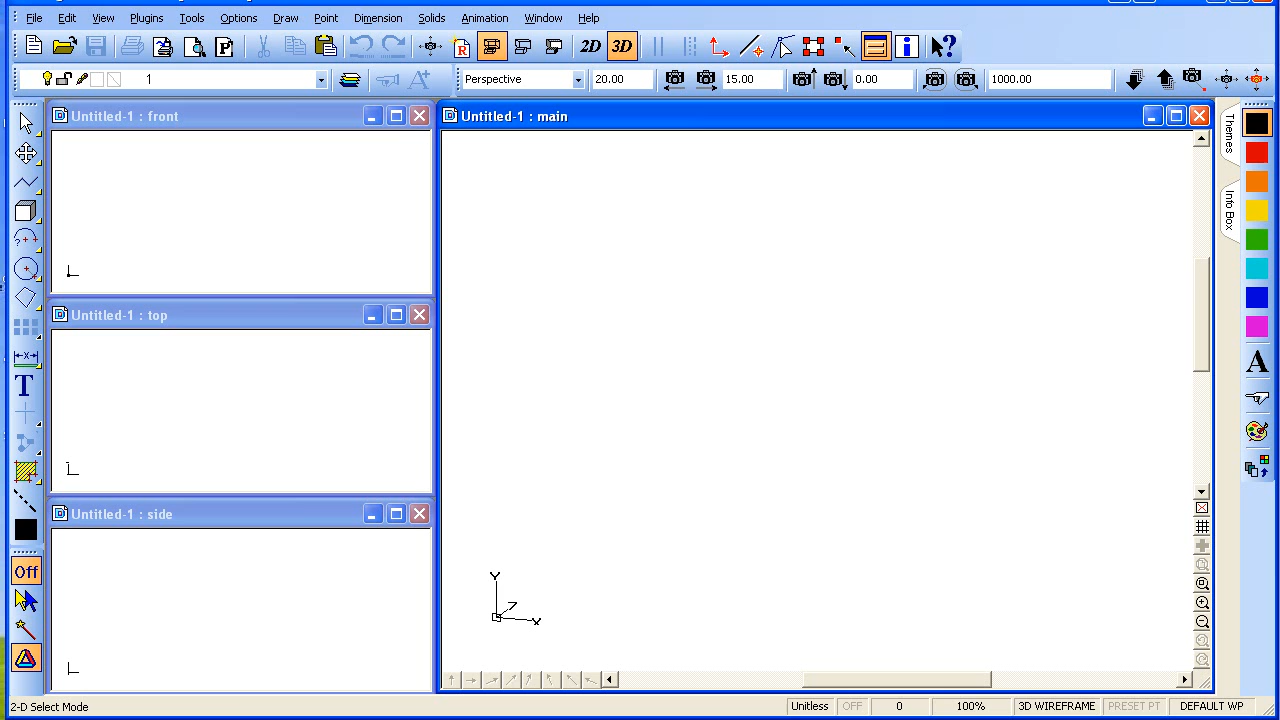 File Edit View Plugins Tools Options Draw Point Dimension Solids Animation Window Help
P 2D 3D i ?
1 A Perspective 20.00 15.00 0.00 1000.00
Untitled-1 : front
Untitled-1 : main
Themes
Info Box
Untitled-1 : top
X
T
A
Untitled-1 : side
Off
Y
Z
X
2-D Select Mode Unitless OFF 0 100% 3D WIREFRAME PRESET PT DEFAULT WP